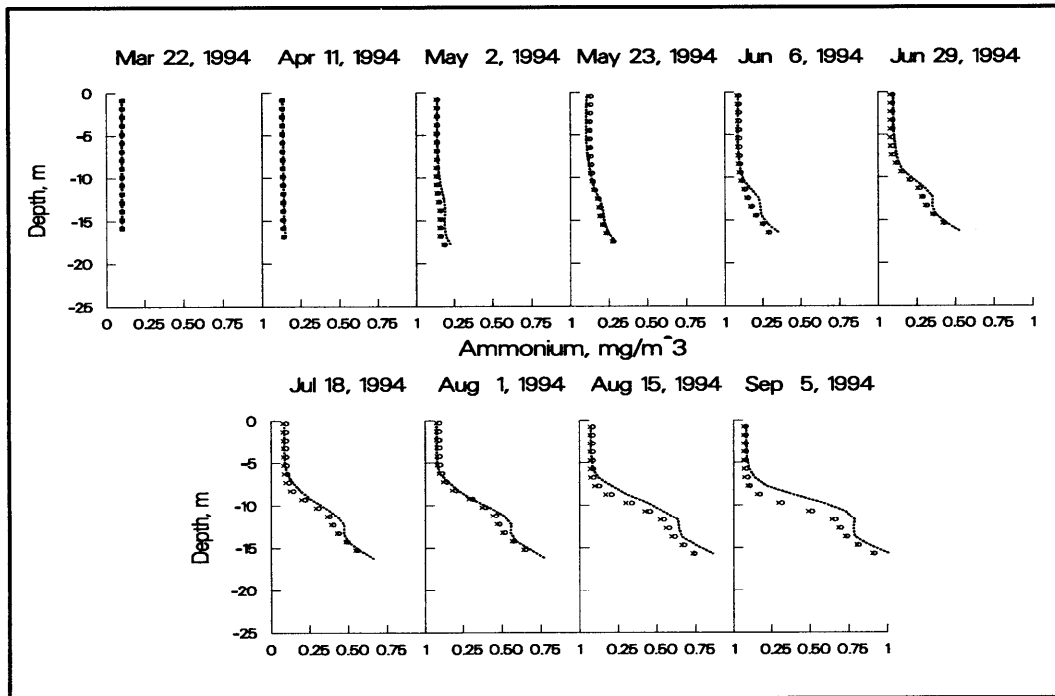 Mar 22, 1994 Apr 11, 1994 May 2, 1994 May 23, 1994 Jun 6, 1994 Jun 29, 1994
0
-5
-10
-15
-20
-25
Depth, m
0 0.25 0.50 0.75 1 0.25 0.50 0.75 1 0.25 0.50 0.75 1 0.25 0.50 0.75 1 0.25 0.50 0.75 1 0.25 0.50 0.75 1
Ammonium, mg/m^3
Jul 18, 1994 Aug 1, 1994 Aug 15, 1994 Sep 5, 1994
0
-5
-10
-15
-20
-25
Depth, m
0 0.25 0.50 0.75 1 0.25 0.50 0.75 1 0.25 0.50 0.75 1 0.25 0.50 0.75 1